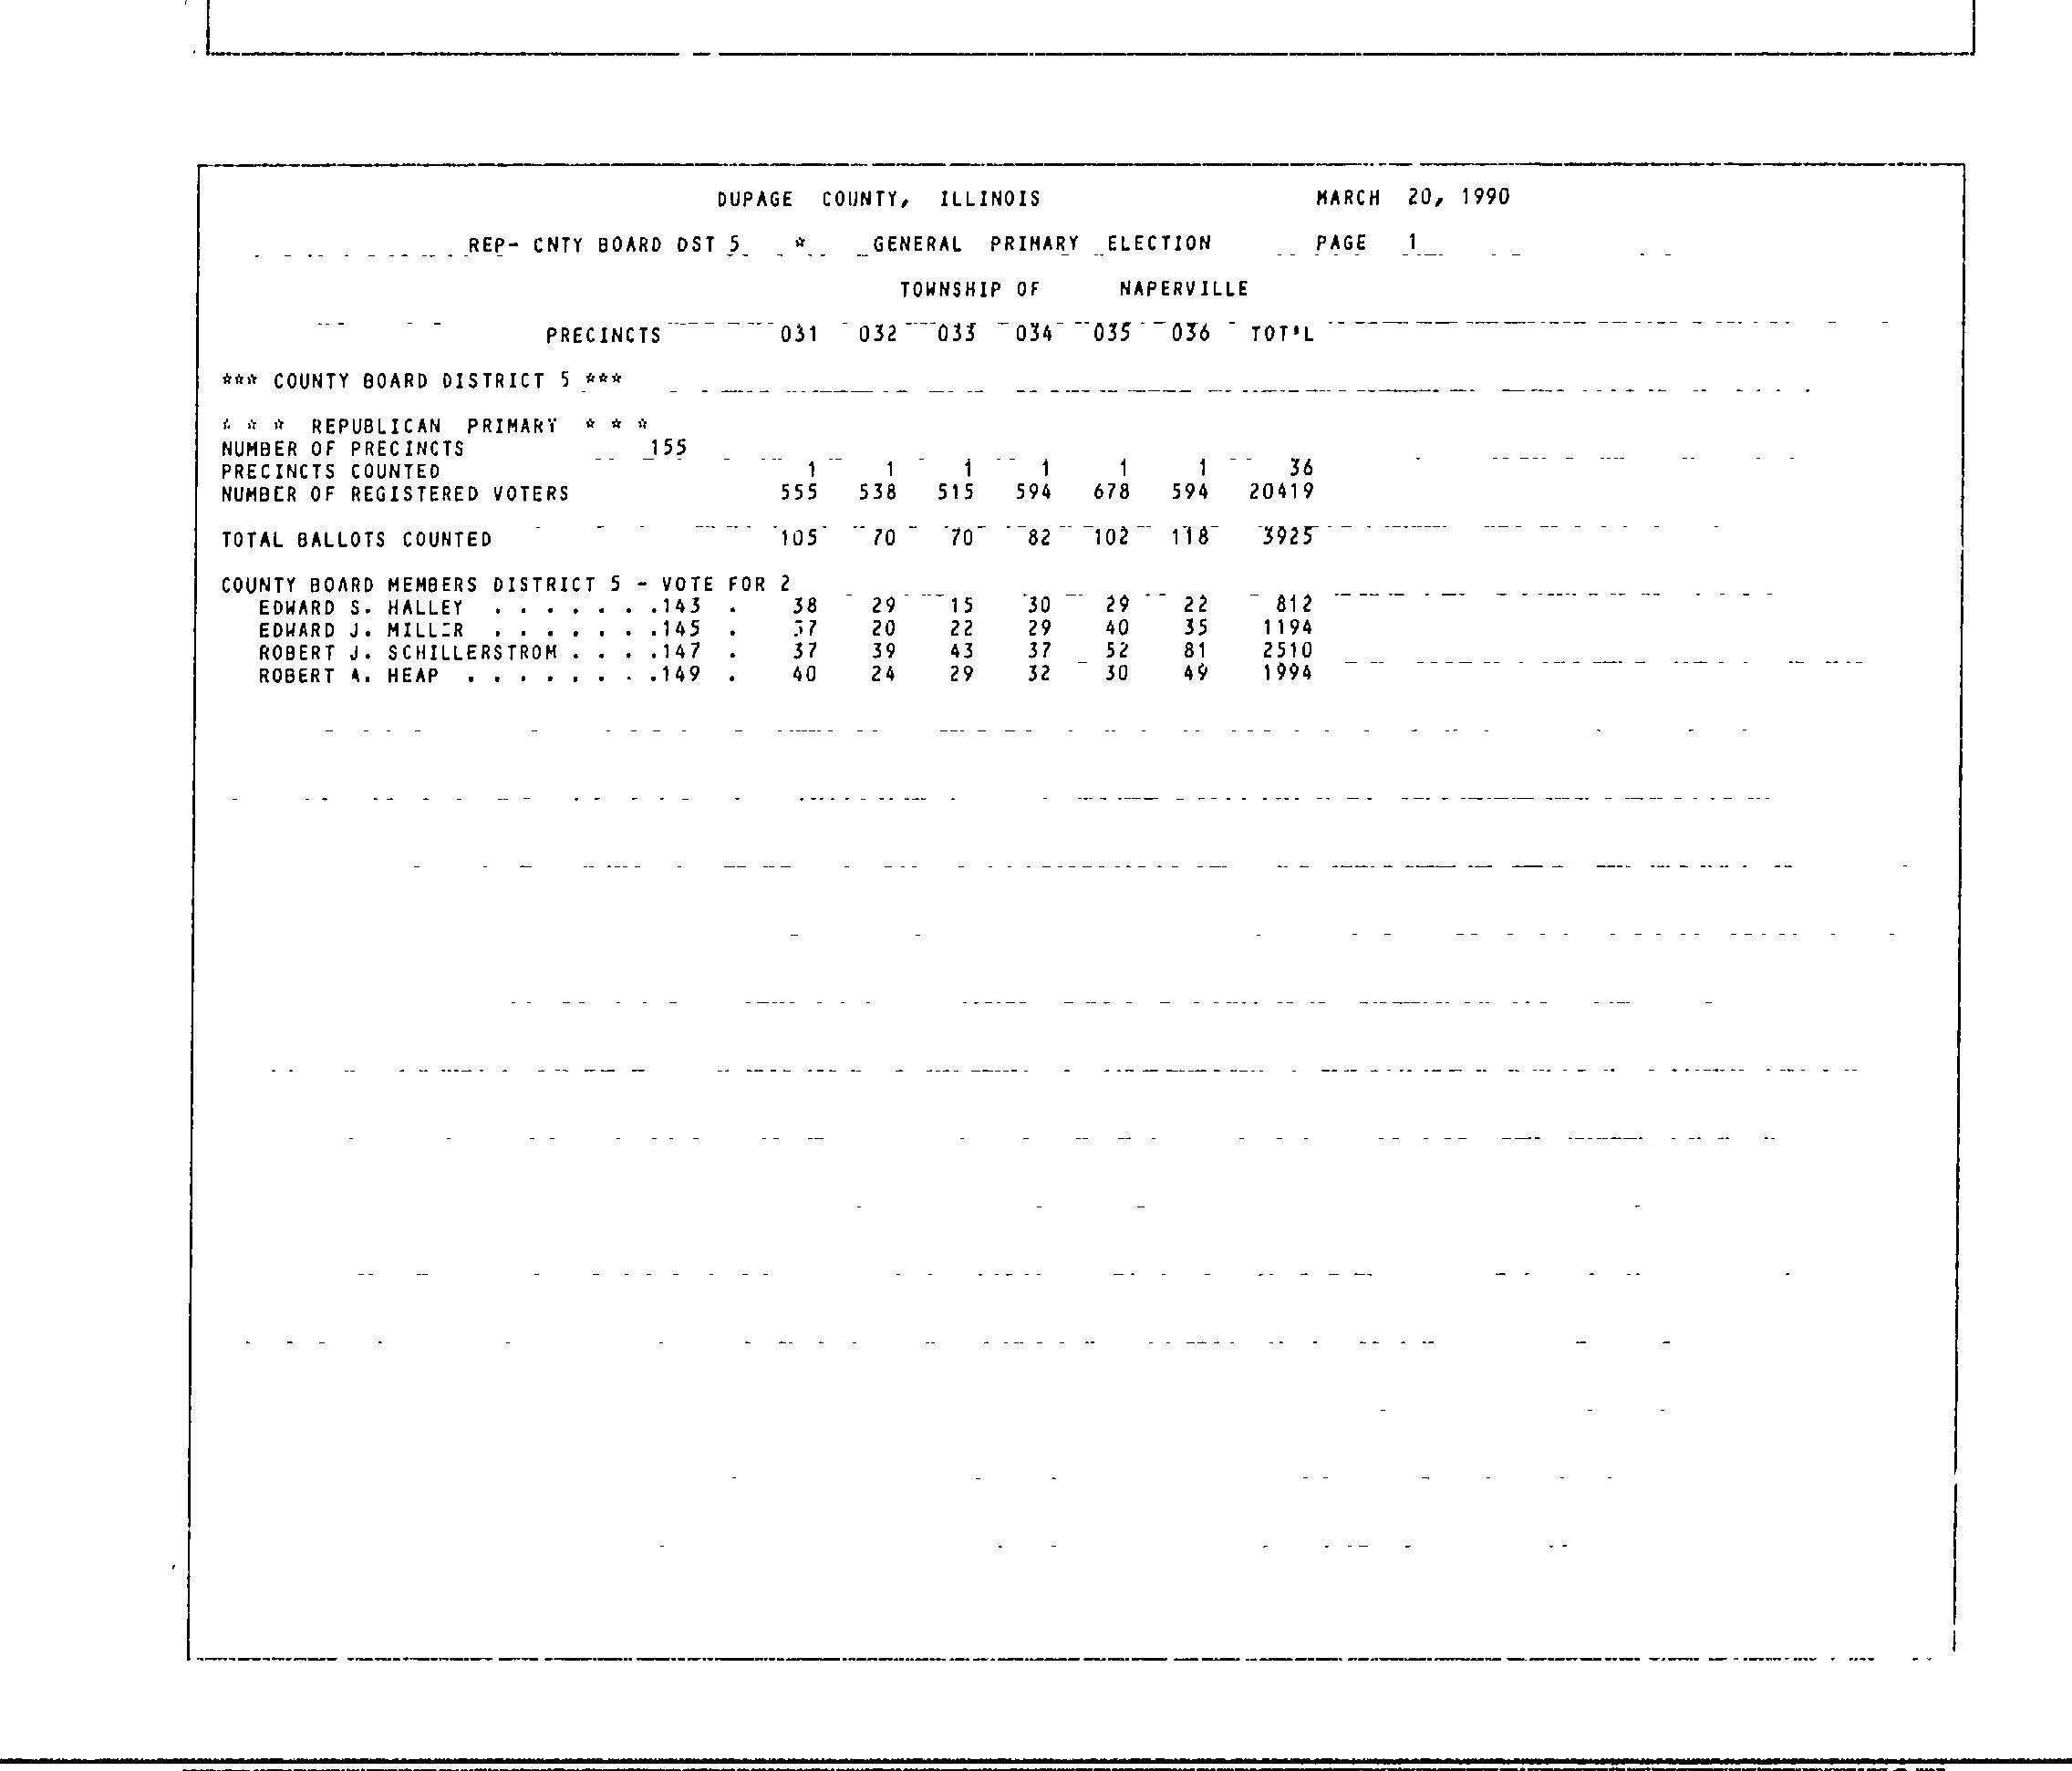 DUPAGE COUNTY, ILLINOIS MARCH 20, 1990
REP- CNTY BOARD DST 5 * GENERAL PRIMARY ELECTION PAGE 1
TOWNSHIP OF NAPERVILLE
PRECINCTS 031 032 033 034 035 036 TOT'L
*** COUNTY BOARD DISTRICT 5 ***
* * * REPUBLICAN PRIMARY * * *
NUMBER OF PRECINCTS 155
PRECINCTS COUNTED 1 1 1 1 1 1 36
NUMBER OF REGISTERED VOTERS 555 538 515 594 678 594 20419
TOTAL BALLOTS COUNTED 105 70 70 82 102 118 3925
COUNTY BOARD MEMBERS DISTRICT 5 - VOTE FOR 2
EDWARD S. HALLEY . . . . . . .143 . 38 29 15 30 29 22 812
EDWARD J. MILLER . . . . . . .145 . 20 22 29 40 35 1194
ROBERT J. SCHILLERSTROM . . . .147 . 37 39 43 37 52 81 2510
ROBERT A. HEAP . . . . . . . .149 . 40 24 29 32 30 49 1994